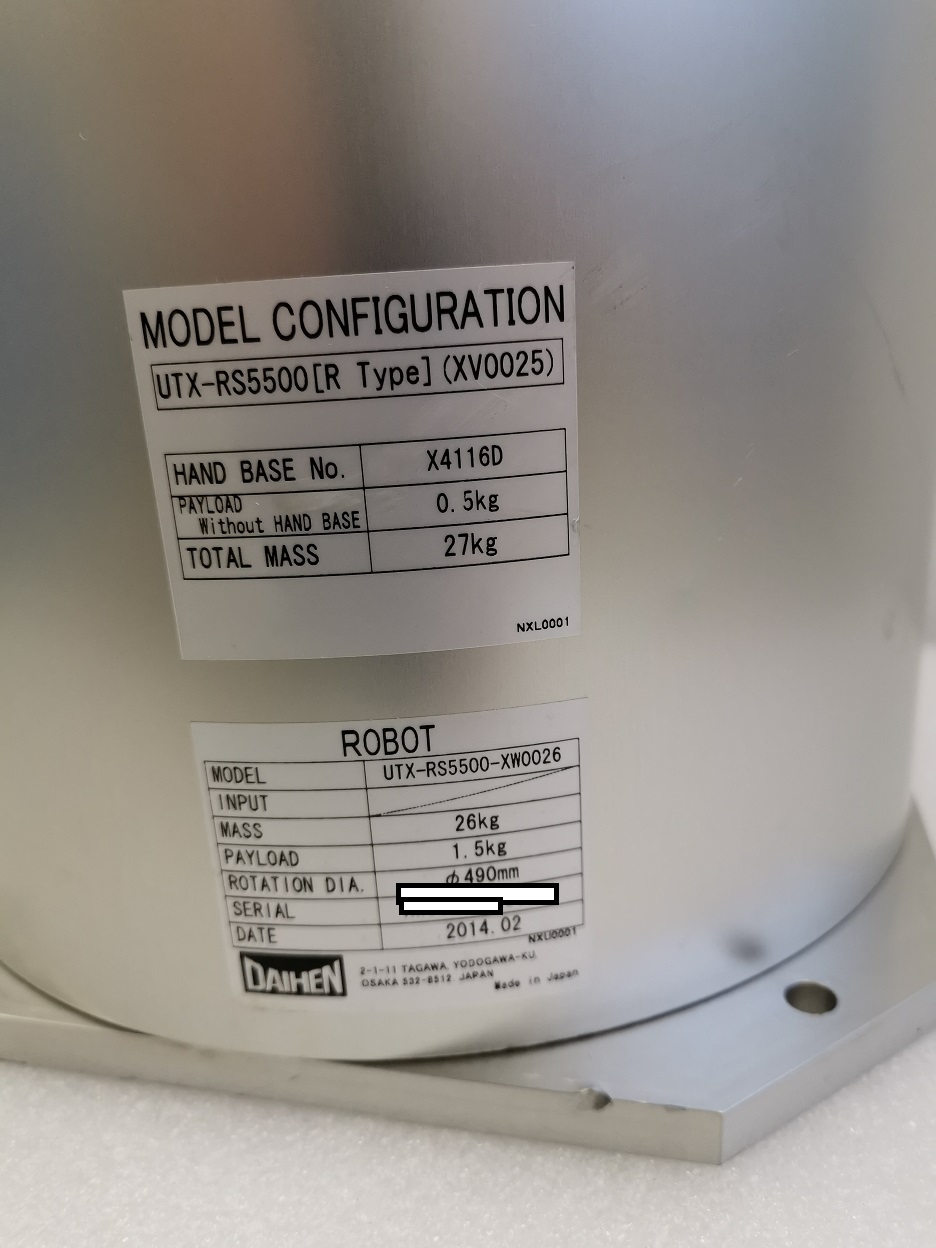 MODEL CONFIGURATION
UTX-RS5500[R Type](XV0025)
HAND BASE No. X4116D
PAYLOAD
Without HAND BASE 0.5kg
TOTAL MASS 27kg
NXL0001
ROBOT
MODEL UTX-RS5500-XW0026
INPUT
MASS 26kg
PAYLOAD 1.5kg
ROTATION DIA. φ490mm
SERIAL
DATE 2014.02
NXU0001
DAIHEN
2-1-11 TAGAWA, YODOGAWA-KU,
OSAKA 532-8512 JAPAN
Made in Japan